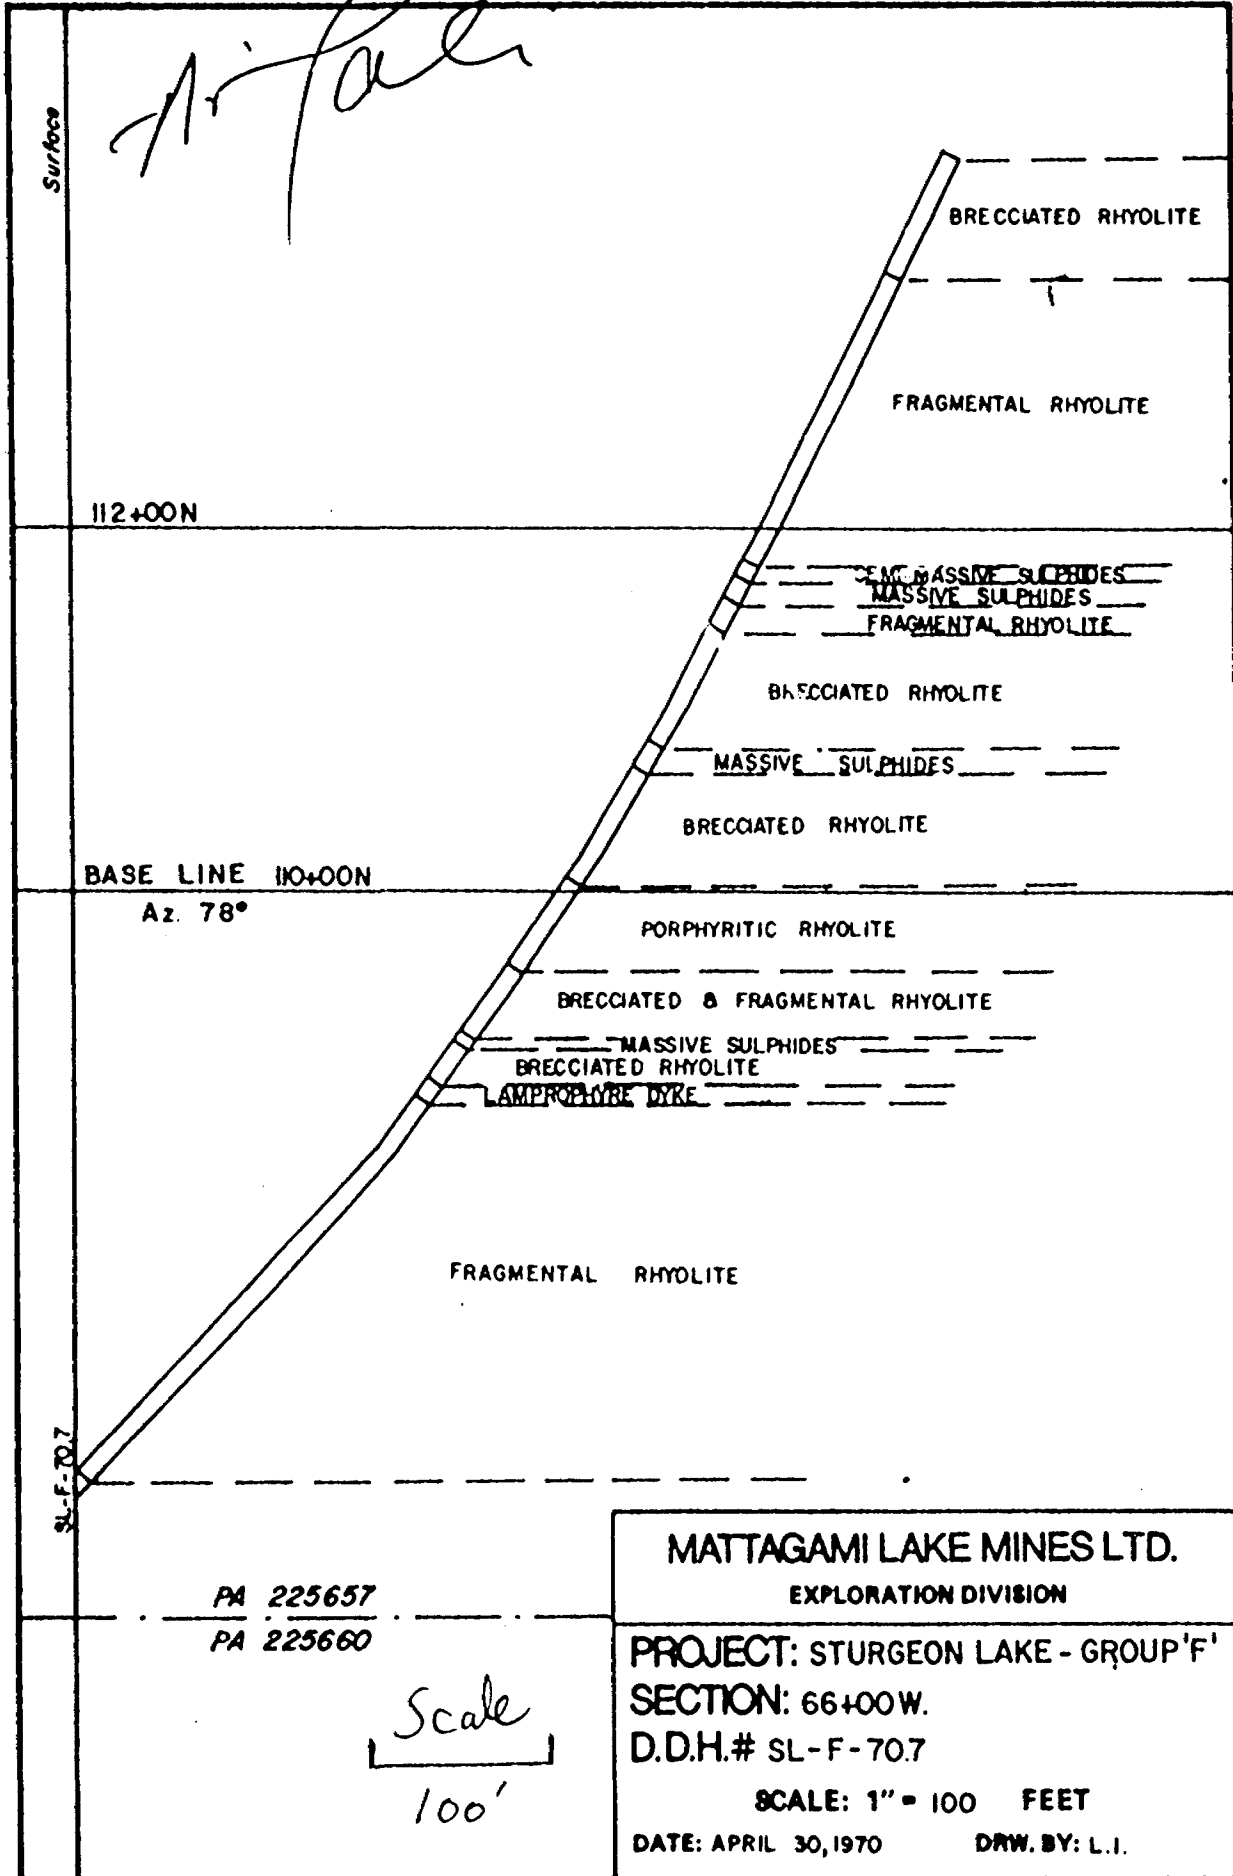 Surface
BRECCIATED RHYOLITE
FRAGMENTAL RHYOLITE
112+00N
SEMI MASSIVE SULPHIDES
MASSIVE SULPHIDES
FRAGMENTAL RHYOLITE
BRECCIATED RHYOLITE
MASSIVE SULPHIDES
BRECCIATED RHYOLITE
BASE LINE 110+00N
Az. 78°
PORPHYRITIC RHYOLITE
BRECCIATED & FRAGMENTAL RHYOLITE
MASSIVE SULPHIDES
BRECCIATED RHYOLITE
LAMPROPHYRE DYKE
FRAGMENTAL RHYOLITE
SL-F-70.7
PA 225657
PA 225660
Scale
100'
MATTAGAMI LAKE MINES LTD.
EXPLORATION DIVISION
PROJECT: STURGEON LAKE - GROUP 'F'
SECTION: 66+00W.
D.D.H.# SL-F-70.7
SCALE: 1" = 100 FEET
DATE: APRIL 30, 1970 DRW. BY: L.I.